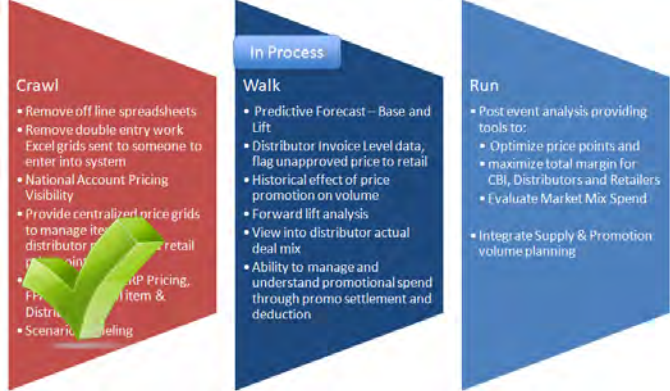 In Process
Crawl
• Remove off line spreadsheets
• Remove double entry work
Excel grids sent to someone to
enter into system
• National Account Pricing
Visibility
• Provide centralized price grids
to manage
distributor retail
• RP Pricing,
item &
• Scenario
Walk
• Predictive Forecast – Base and
Lift
• Distributor Invoice Level data,
flag unapproved price to retail
• Historical effect of price
promotion on volume
• Forward lift analysis
• View into distributor actual
deal mix
• Ability to manage and
understand promotional spend
through promo settlement and
deduction
Run
• Post event analysis providing
tools to:
• Optimize price points and
• maximize total margin for
CBI, Distributors and Retailers
• Evaluate Market Mix Spend
• Integrate Supply & Promotion
volume planning